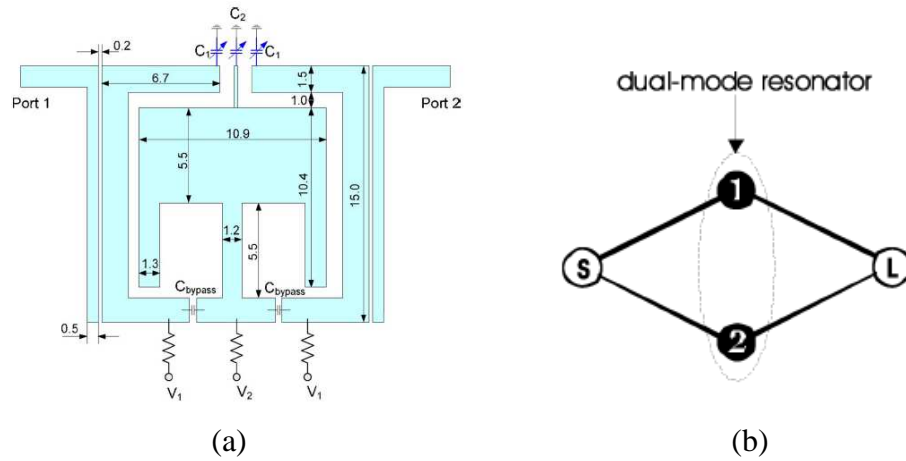 C2
C1
C1
0.2
6.7
1.5
1.0
Port 1
Port 2
dual-mode resonator
10.9
5.5
10.4
15.0
1.2
5.5
1.3
Cbypass
Cbypass
0.5
V1
V2
V1
1
S
L
2
(a)
(b)